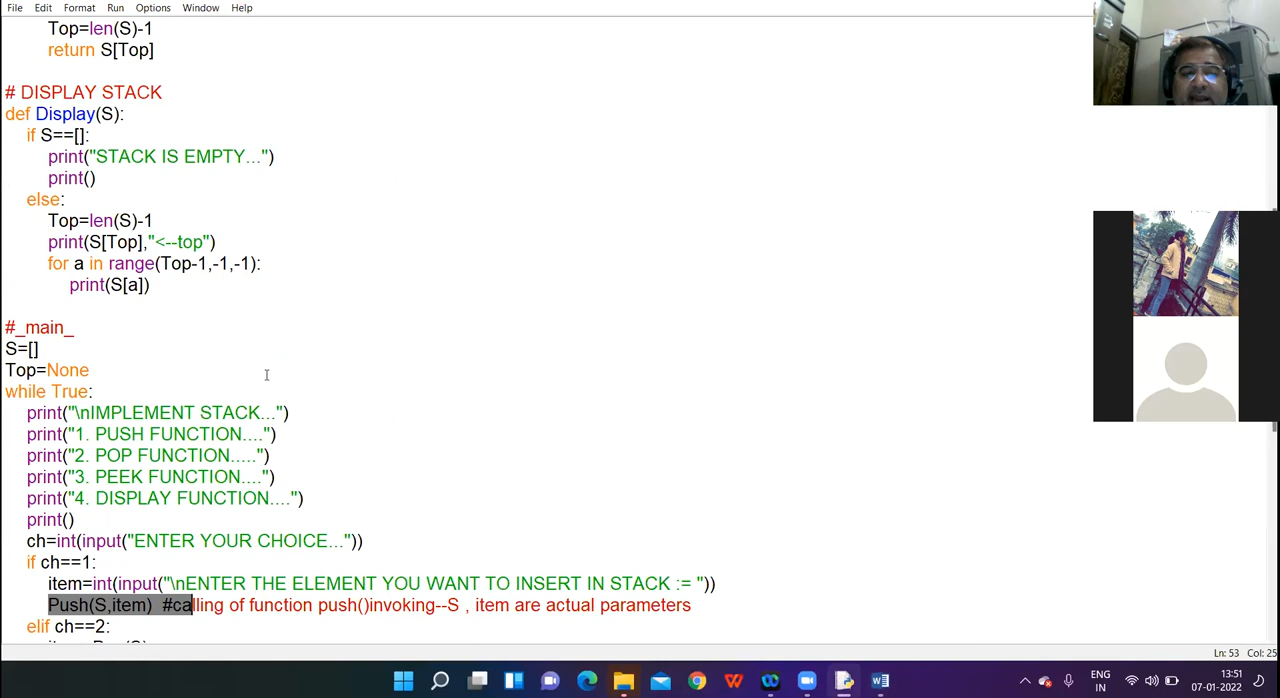 File Edit Format Run Options Window Help
Top=len(S)-1
return S[Top]
# DISPLAY STACK
def Display(S):
if S==[]:
print("STACK IS EMPTY...")
print()
else:
Top=len(S)-1
print(S[Top],"<--top")
for a in range(Top-1,-1,-1):
print(S[a])
#_main_
S=[]
Top=None
while True:
print("\nIMPLEMENT STACK...")
print("1. PUSH FUNCTION....")
print("2. POP FUNCTION.....")
print("3. PEEK FUNCTION....")
print("4. DISPLAY FUNCTION....")
print()
ch=int(input("ENTER YOUR CHOICE..."))
if ch==1:
item=int(input("\nENTER THE ELEMENT YOU WANT TO INSERT IN STACK := "))
Push(S,item)  #calling of function push()invoking--S , item are actual parameters
elif ch==2:
Ln: 53 Col: 25
ENG
IN
13:51
07-01-2022